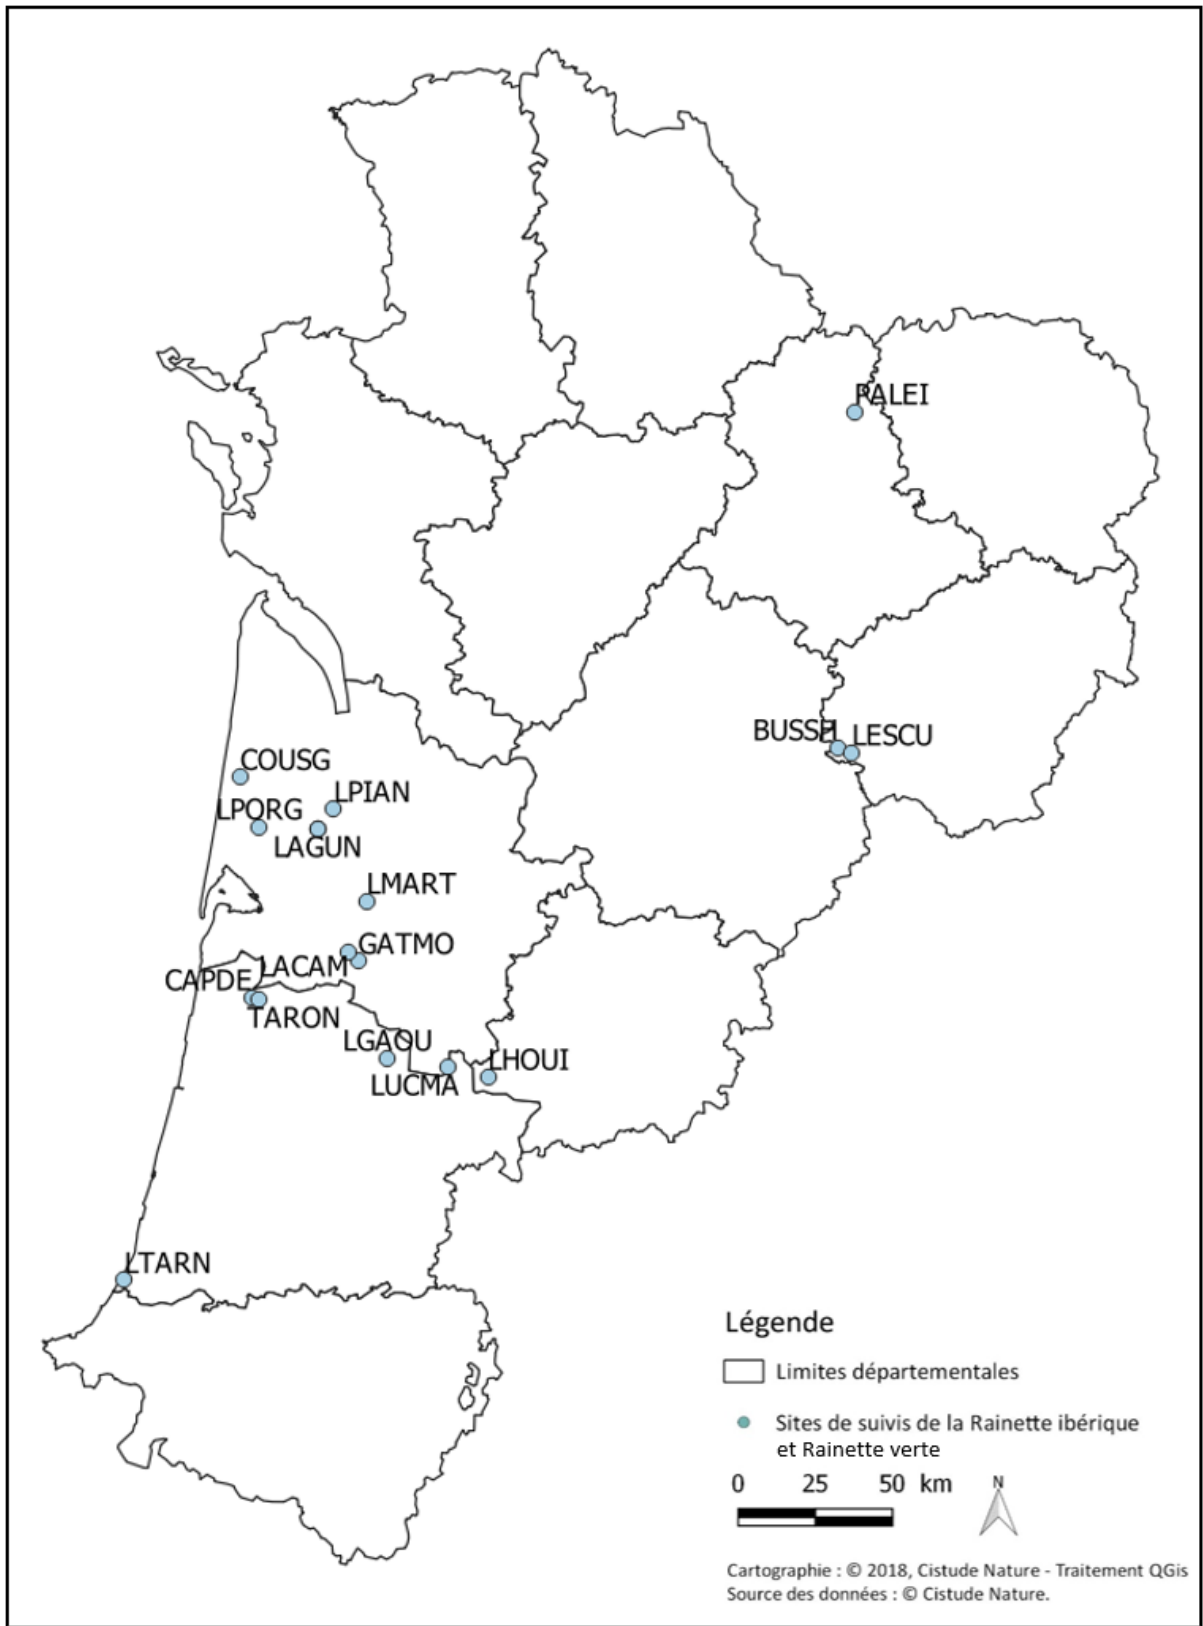 PALEI
BUSSH LESCU
COUSG
LPIAN
LPORG
LAGUN
LMART
GATMO
LACAM
CAPDE
TARON
LGAOU
LHOUI
LUCMA
LTARN
Légende
Limites départementales
Sites de suivis de la Rainette ibérique
et Rainette verte
0 25 50 km
N
Cartographie : © 2018, Cistude Nature - Traitement QGis
Source des données : © Cistude Nature.